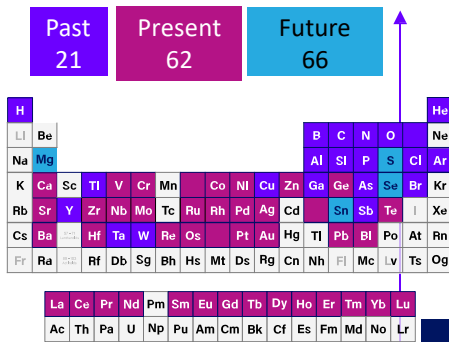 Past Present Future
21 62 66
H He
Li Be B C N O Ne
Na Mg Al Si P S Cl Ar
K Ca Sc Ti V Cr Mn Co Ni Cu Zn Ga Ge As Se Br Kr
Rb Sr Y Zr Nb Mo Tc Ru Rh Pd Ag Cd Sn Sb Te I Xe
Cs Ba Hf Ta W Re Os Pt Au Hg Tl Pb Bi Po At Rn
Fr Ra Rf Db Sg Bh Hs Mt Ds Rg Cn Nh Fl Mc Lv Ts Og
La Ce Pr Nd Pm Sm Eu Gd Tb Dy Ho Er Tm Yb Lu
Ac Th Pa U Np Pu Am Cm Bk Cf Es Fm Md No Lr